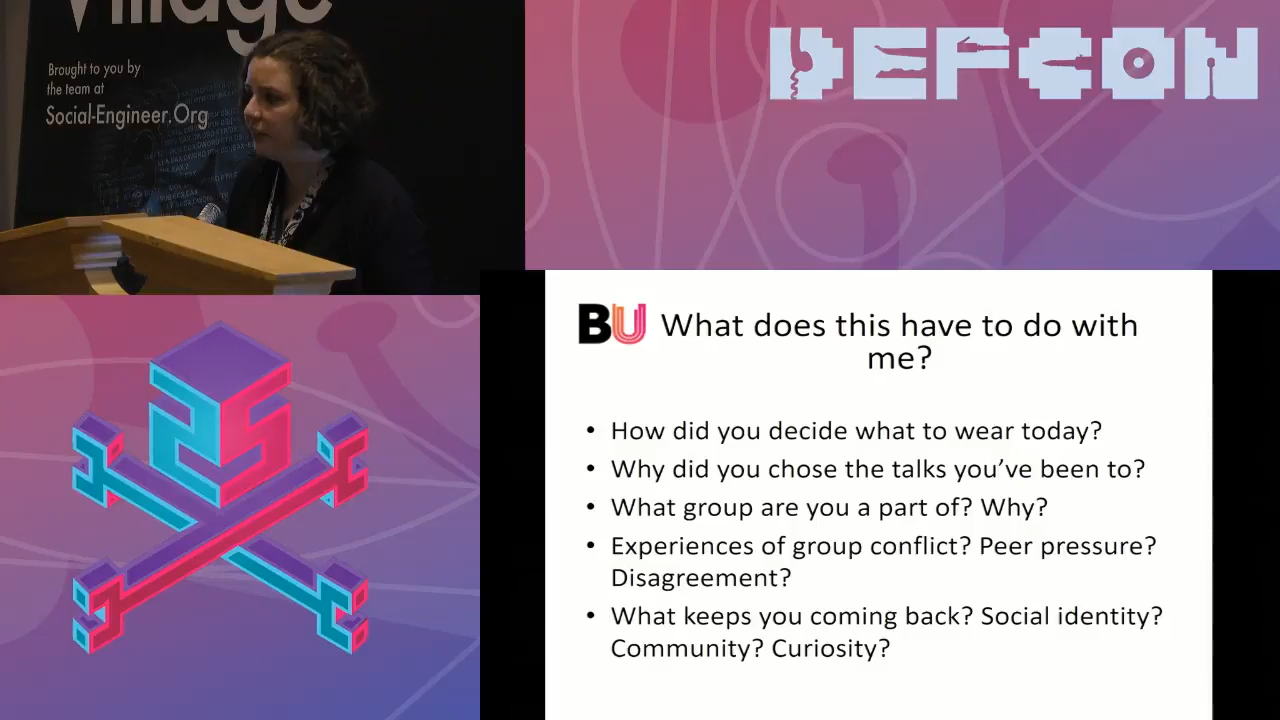 Village
Brought to you by
the team at
Social-Engineer.Org
DEFCON
25
BU What does this have to do with
me?
• How did you decide what to wear today?
• Why did you chose the talks you've been to?
• What group are you a part of? Why?
• Experiences of group conflict? Peer pressure?
Disagreement?
• What keeps you coming back? Social identity?
Community? Curiosity?